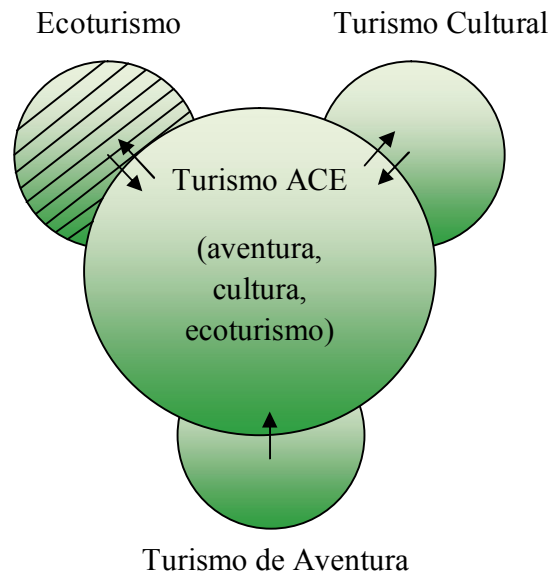 Ecoturismo
Turismo Cultural
Turismo ACE
(aventura,
cultura,
ecoturismo)
Turismo de Aventura